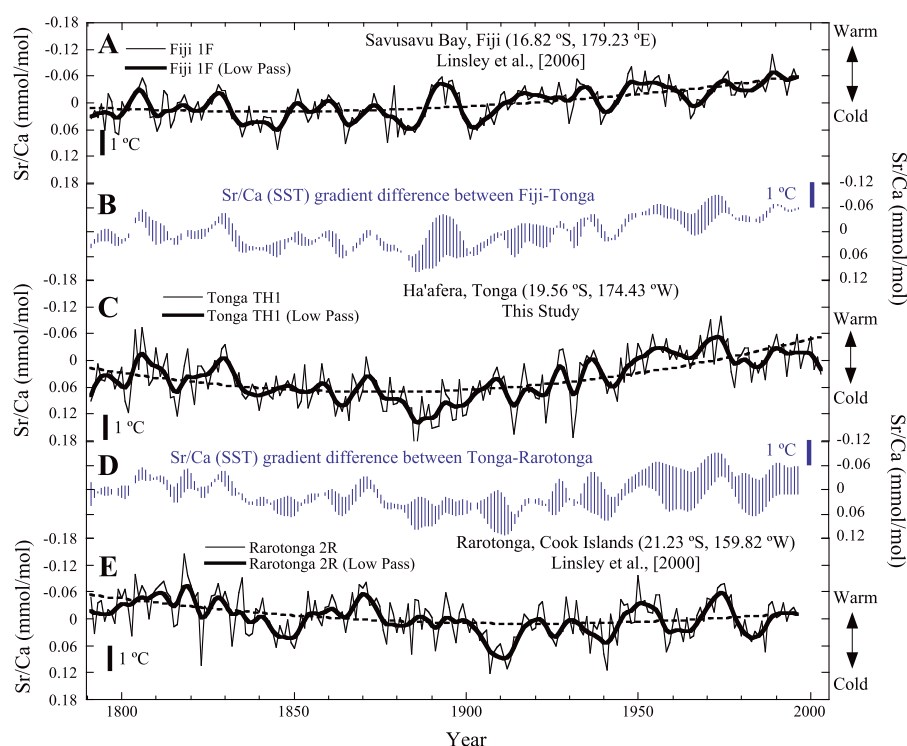 -0.18
-0.12
-0.06
0
0.06
0.12
0.18
Sr/Ca (mmol/mol)
A
Fiji 1F
Fiji 1F (Low Pass)
Savusavu Bay, Fiji (16.82 ºS, 179.23 ºE)
Linsley et al., [2006]
1 ºC
Warm
Cold
B
Sr/Ca (SST) gradient difference between Fiji-Tonga
1 ºC
-0.12
-0.06
0
0.06
0.12
Sr/Ca (mmol/mol)
-0.18
-0.12
-0.06
0
0.06
0.12
0.18
Sr/Ca (mmol/mol)
C
Tonga TH1
Tonga TH1 (Low Pass)
Ha'afera, Tonga (19.56 ºS, 174.43 ºW)
This Study
1 ºC
Warm
Cold
D
Sr/Ca (SST) gradient difference between Tonga-Rarotonga
1 ºC
-0.12
-0.06
0
0.06
0.12
Sr/Ca (mmol/mol)
-0.18
-0.12
-0.06
0
0.06
0.12
0.18
Sr/Ca (mmol/mol)
E
Rarotonga 2R
Rarotonga 2R (Low Pass)
Rarotonga, Cook Islands (21.23 ºS, 159.82 ºW)
Linsley et al., [2000]
1 ºC
Warm
Cold
1800
1850
1900
1950
2000
Year